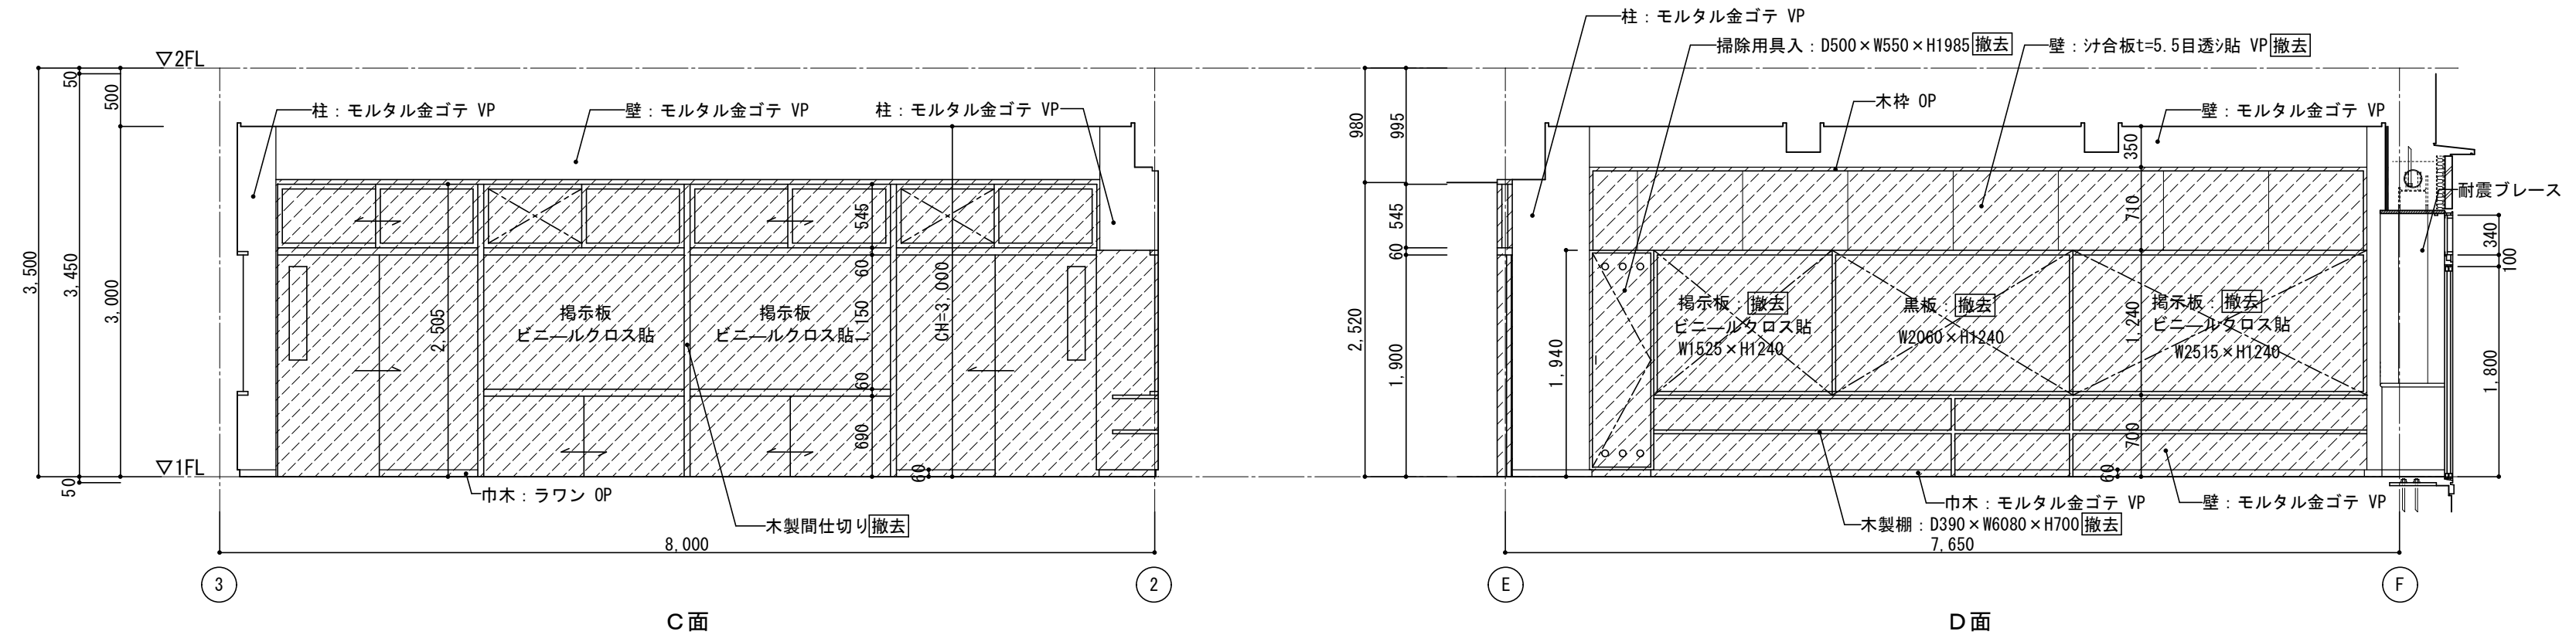 ▽2FL
柱：モルタル金ゴテ VP
壁：モルタル金ゴテ VP
柱：モルタル金ゴテ VP
50
500
3,500
3,450
3,000
545
60
1,150
60
690
2,505
CH=3,000
60
掲示板
ビニールクロス貼
掲示板
ビニールクロス貼
▽1FL
50
巾木：ラワン OP
木製間仕切り 撤去
8,000
3
2
C面
柱：モルタル金ゴテ VP
掃除用具入：D500×W550×H1985 撤去
壁：シナ合板t=5.5目透シ貼 VP 撤去
木枠 OP
壁：モルタル金ゴテ VP
980
995
2,520
545
60
1,900
1,940
350
710
1,240
700
60
耐震ブレース
340
100
1,800
掲示板：撤去
ビニールクロス貼
W1525×H1240
黒板：撤去
W2060×H1240
掲示板：撤去
ビニールクロス貼
W2515×H1240
巾木：モルタル金ゴテ VP
壁：モルタル金ゴテ VP
木製棚：D390×W6080×H700 撤去
7,650
E
F
D面